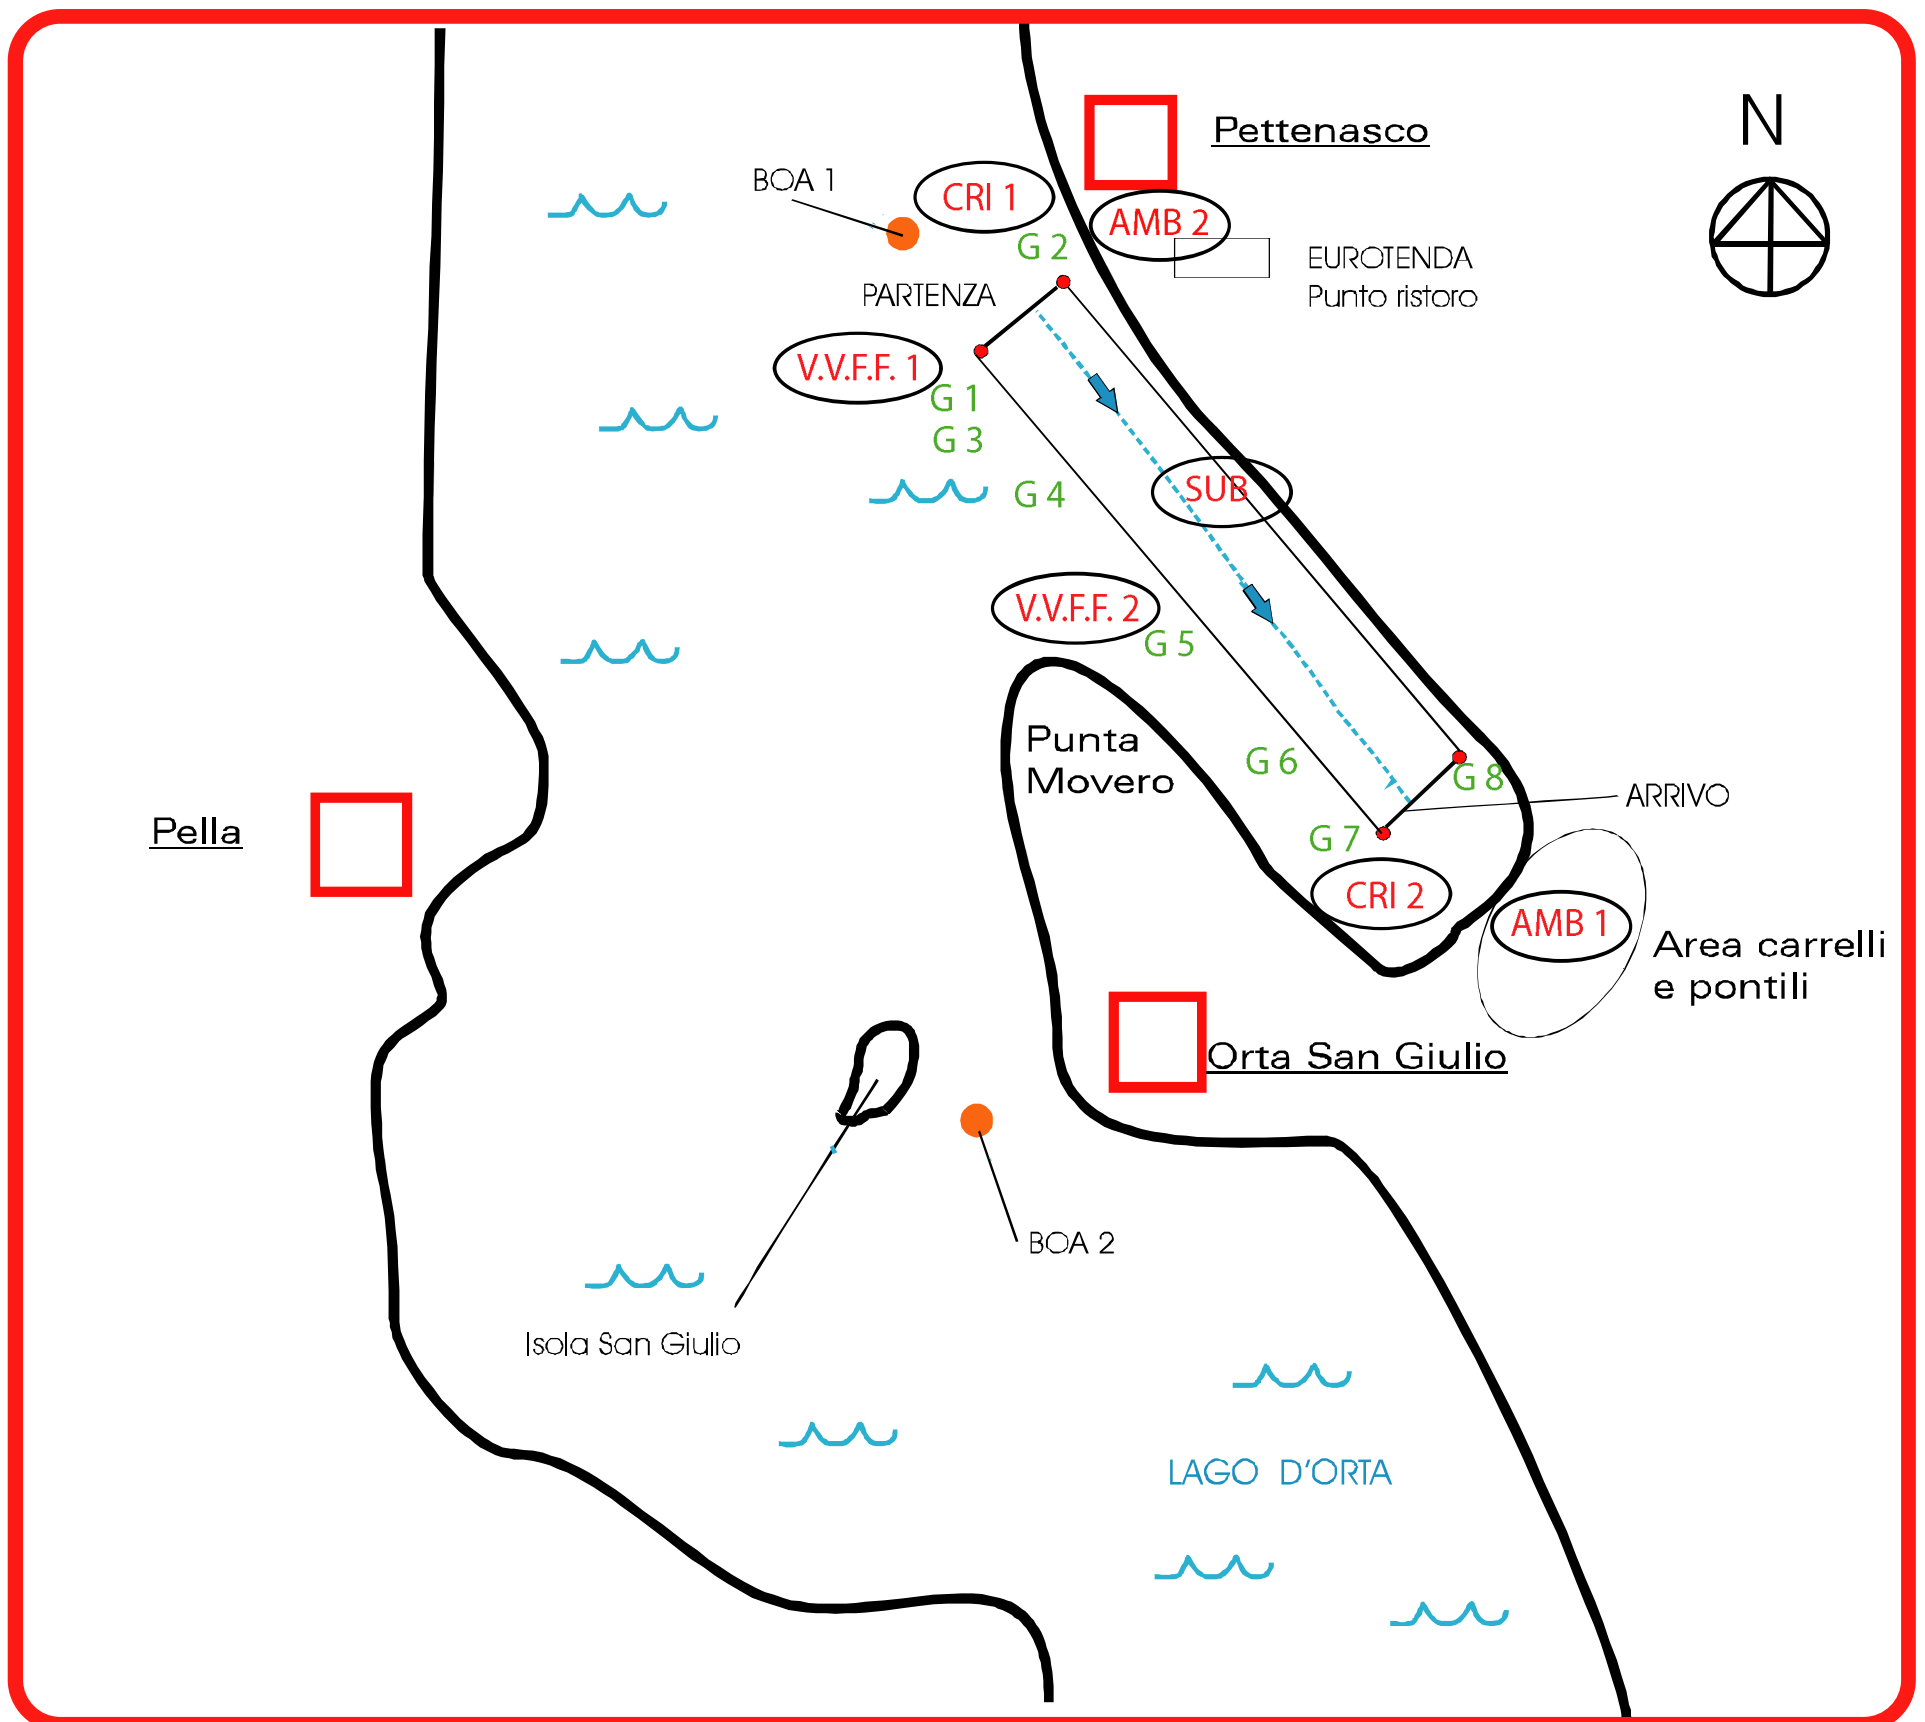 N
Pettenasco
BOA 1
CRI 1
AMB 2
G 2
EUROTENDA
Punto ristoro
PARTENZA
V.V.F.F. 1
G 1
G 3
G 4
SUB
V.V.F.F. 2
G 5
Punta
Movero
G 6
G 8
ARRIVO
Pella
G 7
CRI 2
AMB 1
Area carrelli
e pontili
Orta San Giulio
BOA 2
Isola San Giulio
LAGO D'ORTA